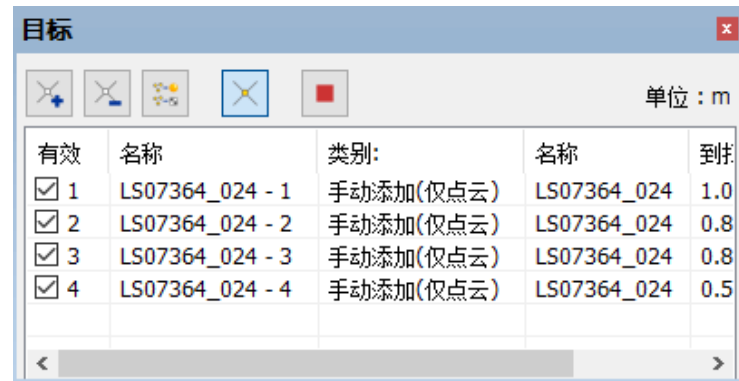 目标
单位：m
有效 名称 类别: 名称 到
1 LS07364_024 - 1 手动添加(仅点云) LS07364_024 1.0
2 LS07364_024 - 2 手动添加(仅点云) LS07364_024 0.8
3 LS07364_024 - 3 手动添加(仅点云) LS07364_024 0.8
4 LS07364_024 - 4 手动添加(仅点云) LS07364_024 0.5